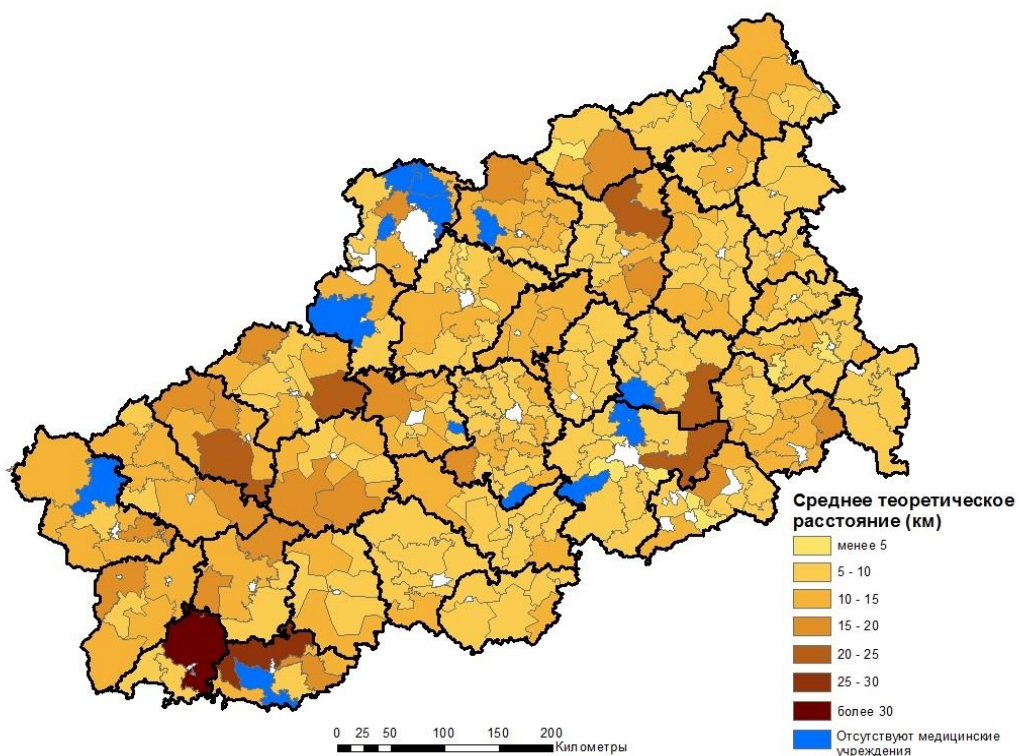 Среднее теоретическое
расстояние (км)
менее 5
5 - 10
10 - 15
15 - 20
20 - 25
25 - 30
более 30
Отсутствуют медицинские
учреждения
0 25 50 100 150 200
Километры